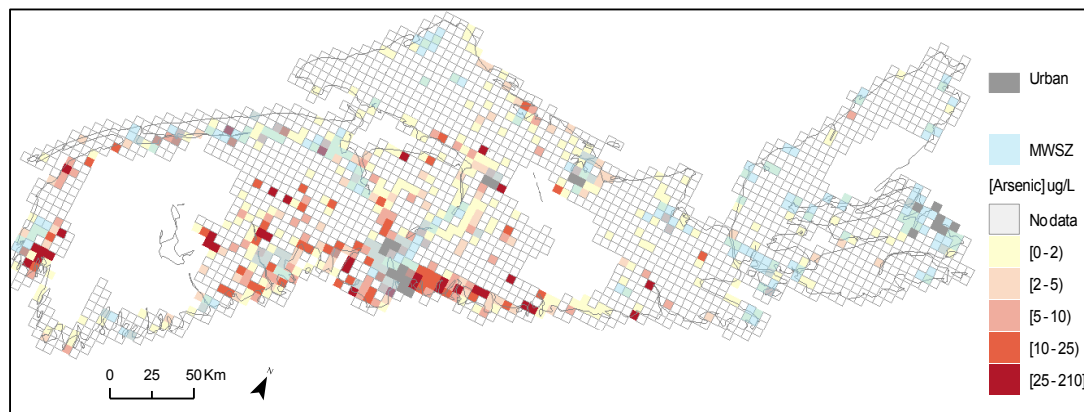 Urban
MWSZ
[Arsenic] ug/L
No data
[0 - 2)
[2 - 5)
[5 - 10)
[10 - 25)
[25 - 210]
0 25 50 Km
N